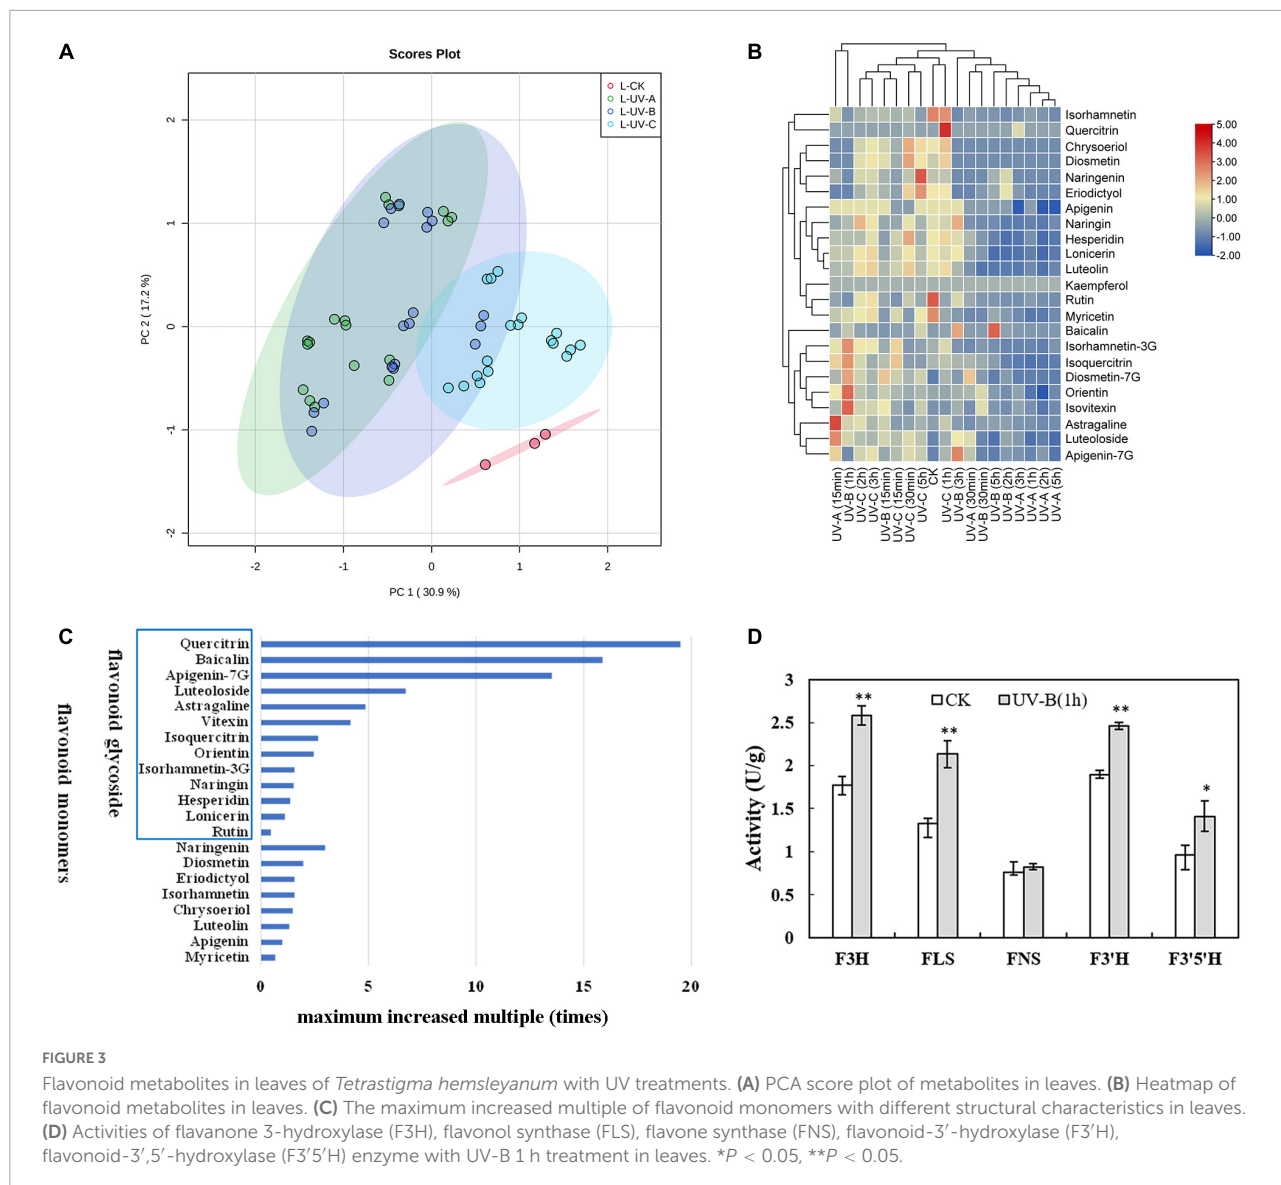 A
Scores Plot
L-CK
L-UV-A
L-UV-B
L-UV-C
PC 2 ( 17.2 %)
2
1
0
-1
-2
-2
-1
0
1
2
PC 1 ( 30.9 %)
B
Isorhamnetin
Quercitrin
Chrysoeriol
Diosmetin
Naringenin
Eriodictyol
Apigenin
Naringin
Hesperidin
Lonicerin
Luteolin
Kaempferol
Rutin
Myricetin
Baicalin
Isorhamnetin-3G
Isoquercitrin
Diosmetin-7G
Orientin
Isovitexin
Astragaline
Luteoloside
Apigenin-7G
5.00
4.00
3.00
2.00
1.00
0.00
-1.00
-2.00
UV-A (15min)
UV-B (1h)
UV-C (2h)
UV-C (3h)
UV-B (15min)
UV-C (15min)
UV-C (30min)
UV-C (5h)
CK
UV-C (1h)
UV-B (3h)
UV-A (30min)
UV-B (30min)
UV-B (5h)
UV-B (2h)
UV-A (3h)
UV-A (1h)
UV-A (2h)
UV-A (5h)
C
flavonoid monomers
flavonoid glycoside
Quercitrin
Baicalin
Apigenin-7G
Luteoloside
Astragaline
Vitexin
Isoquercitrin
Orientin
Isorhamnetin-3G
Naringin
Hesperidin
Lonicerin
Rutin
Naringenin
Diosmetin
Eriodictyol
Isorhamnetin
Chrysoeriol
Luteolin
Apigenin
Myricetin
0 5 10 15 20
maximum increased multiple (times)
D
Activity (U/g)
3
2.5
2
1.5
1
0.5
0
CK UV-B(1h)
**
**
**
*
F3H FLS FNS F3'H F3'5'H
FIGURE 3
Flavonoid metabolites in leaves of Tetrastigma hemsleyanum with UV treatments. (A) PCA score plot of metabolites in leaves. (B) Heatmap of
flavonoid metabolites in leaves. (C) The maximum increased multiple of flavonoid monomers with different structural characteristics in leaves.
(D) Activities of flavanone 3-hydroxylase (F3H), flavonol synthase (FLS), flavone synthase (FNS), flavonoid-3′-hydroxylase (F3′H),
flavonoid-3′,5′-hydroxylase (F3′5′H) enzyme with UV-B 1 h treatment in leaves. *P < 0.05, **P < 0.05.